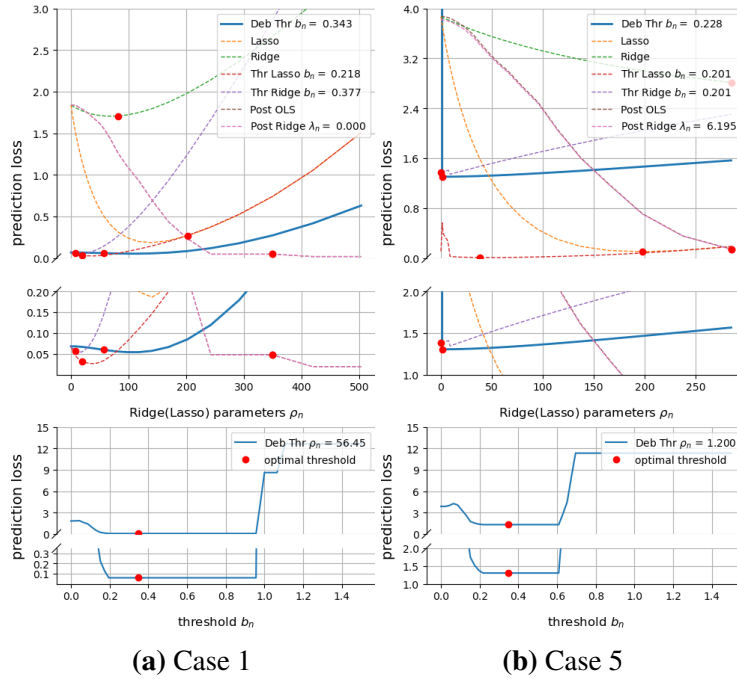 3.0
2.5
2.0
1.5
1.0
0.5
0.0
prediction loss
Deb Thr b_n = 0.343
Lasso
Ridge
Thr Lasso b_n = 0.218
Thr Ridge b_n = 0.377
Post OLS
Post Ridge λ_n = 0.000
0.20
0.15
0.10
0.05
0 100 200 300 400 500
Ridge(Lasso) parameters ρ_n
15
12
9
6
3
0.3
0.2
0.1
prediction loss
Deb Thr ρ_n = 56.45
optimal threshold
0.0 0.2 0.4 0.6 0.8 1.0 1.2 1.4
threshold b_n
(a) Case 1
4.0
3.2
2.4
1.6
0.8
0.0
prediction loss
Deb Thr b_n = 0.228
Lasso
Ridge
Thr Lasso b_n = 0.201
Thr Ridge b_n = 0.201
Post OLS
Post Ridge λ_n = 6.195
2.0
1.5
1.0
0 50 100 150 200 250
Ridge(Lasso) parameters ρ_n
15
12
9
6
3
2.0
1.5
1.0
prediction loss
Deb Thr ρ_n = 1.200
optimal threshold
0.0 0.2 0.4 0.6 0.8 1.0 1.2 1.4
threshold b_n
(b) Case 5